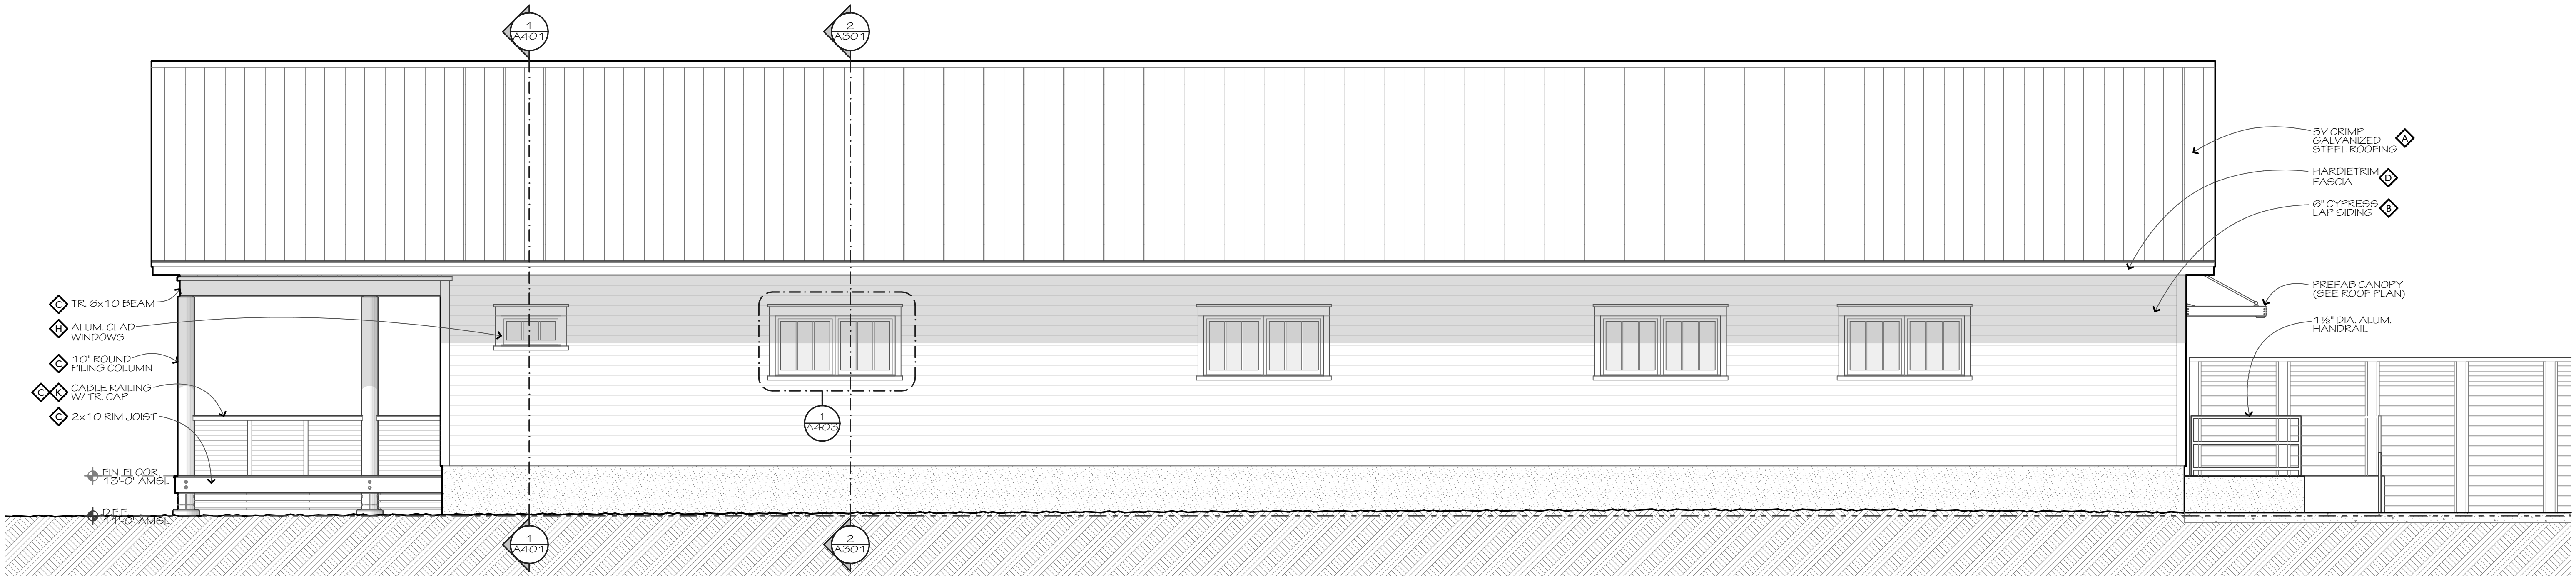 1
A401
2
A301
5V CRIMP
GALVANIZED
STEEL ROOFING
A
HARDIETRIM
FASCIA
D
6" CYPRESS
LAP SIDING
B
PREFAB CANOPY
(SEE ROOF PLAN)
1½" DIA. ALUM.
HANDRAIL
C TR. 6x10 BEAM
H ALUM. CLAD
WINDOWS
C 10" ROUND
PILING COLUMN
C K CABLE RAILING
W/ TR. CAP
C 2x10 RIM JOIST
FIN. FLOOR
13'-0" AMSL
D.F.E.
11'-0" AMSL
1
A403
1
A401
2
A301